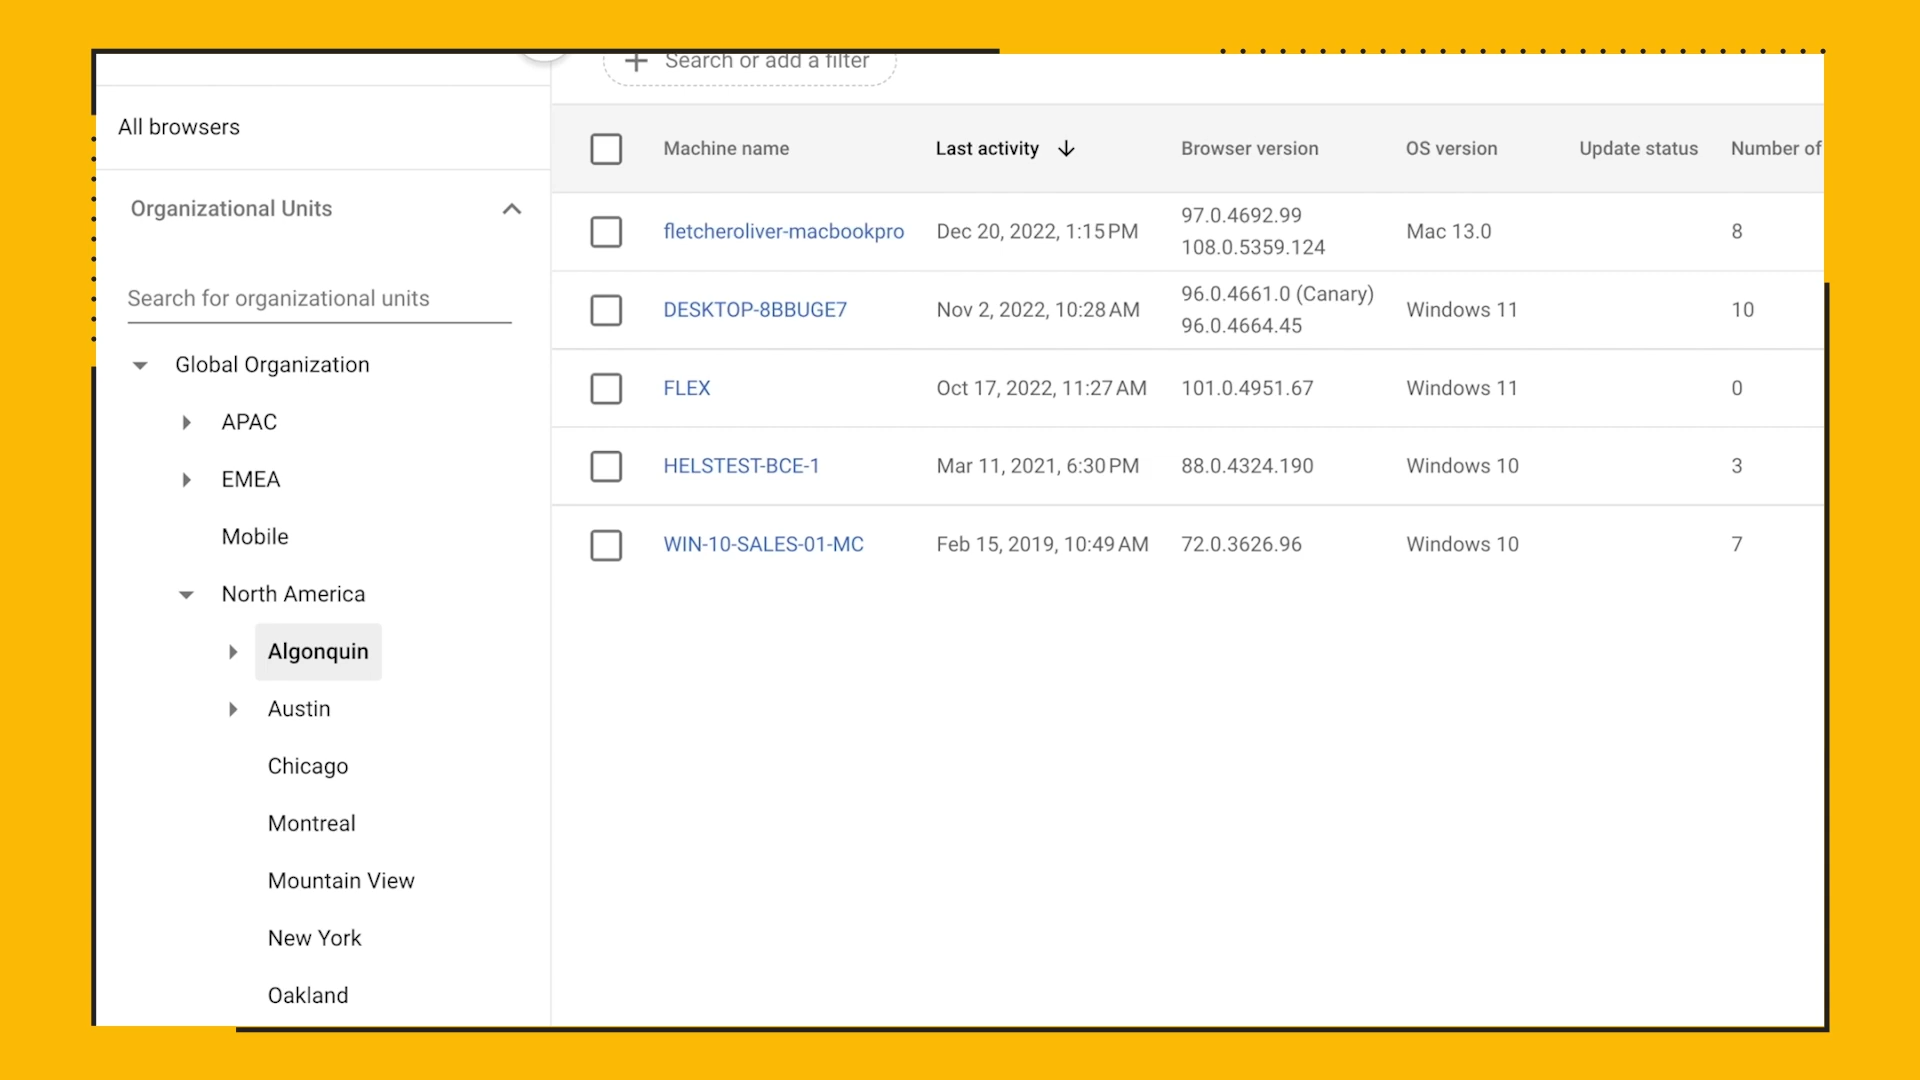 Search or add a filter
All browsers
Organizational Units
Search for organizational units
Global Organization
APAC
EMEA
Mobile
North America
Algonquin
Austin
Chicago
Montreal
Mountain View
New York
Oakland
Machine name Last activity Browser version OS version Update status Number of
fletcheroliver-macbookpro Dec 20, 2022, 1:15 PM 97.0.4692.99 Mac 13.0 8
108.0.5359.124
DESKTOP-8BBUGE7 Nov 2, 2022, 10:28 AM 96.0.4661.0 (Canary) Windows 11 10
96.0.4664.45
FLEX Oct 17, 2022, 11:27 AM 101.0.4951.67 Windows 11 0
HELSTEST-BCE-1 Mar 11, 2021, 6:30 PM 88.0.4324.190 Windows 10 3
WIN-10-SALES-01-MC Feb 15, 2019, 10:49 AM 72.0.3626.96 Windows 10 7